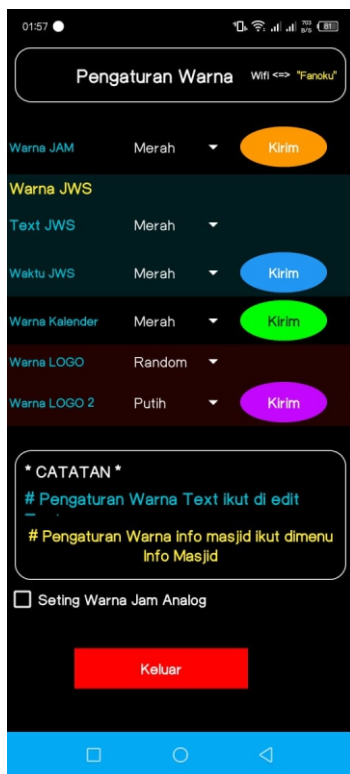 01:57
703 B/S 81
Pengaturan Warna Wifi <=> "Fanoku"
Warna JAM Merah Kirim
Warna JWS
Text JWS Merah
Waktu JWS Merah Kirim
Warna Kalender Merah Kirim
Warna LOGO Random
Warna LOGO 2 Putih Kirim
* CATATAN *
# Pengaturan Warna Text ikut di edit
# Pengaturan Warna info masjid ikut dimenu
Info Masjid
Seting Warna Jam Analog
Keluar